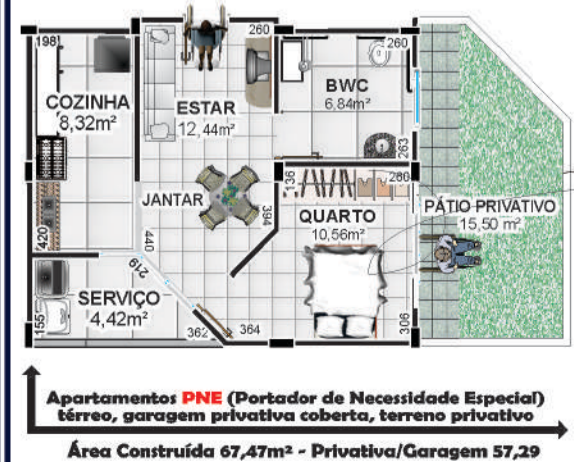 198
260
260
COZINHA
8,32m²
ESTAR
12,44m²
BWC
6,84m²
263
136
280
JANTAR
394
QUARTO
10,56m²
PÁTIO PRIVATIVO
15,50 m²
420
440
219
SERVIÇO
4,42m²
155
362
364
306
Apartamentos PNE (Portador de Necessidade Especial)
térreo, garagem privativa coberta, terreno privativo
Área Construída 67,47m² - Privativa/Garagem 57,29